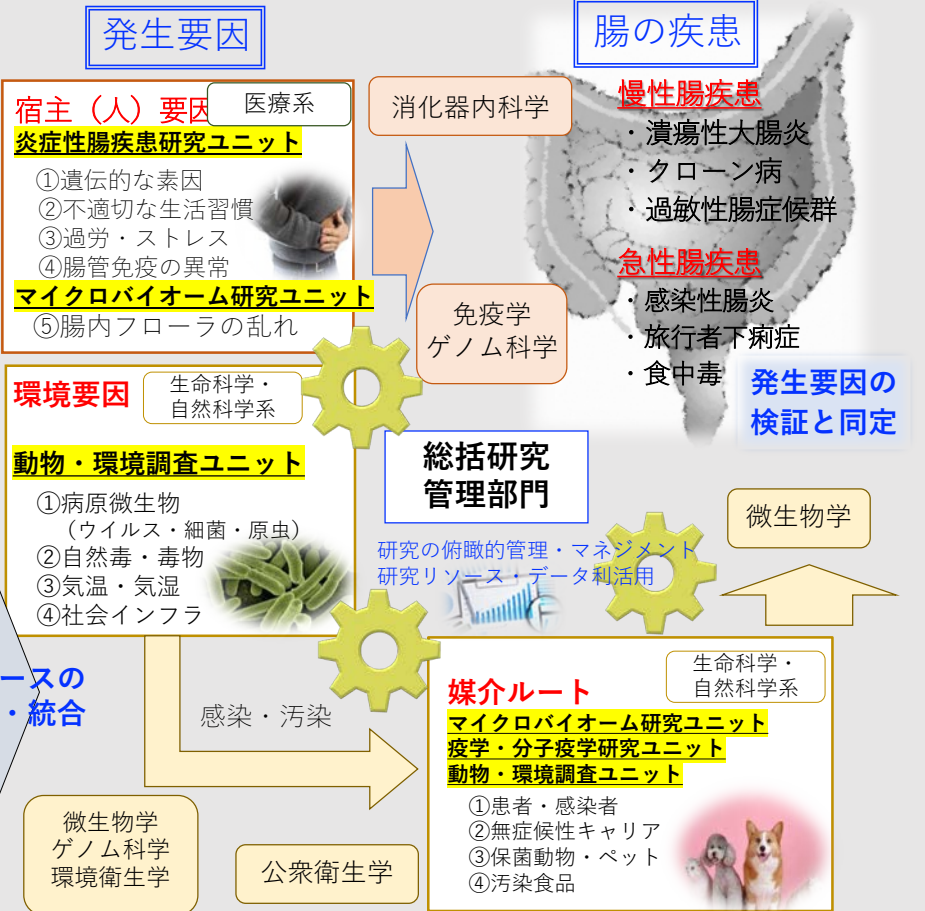 発生要因
腸の疾患
宿主（人）要因
医療系
炎症性腸疾患研究ユニット
①遺伝的な素因
②不適切な生活習慣
③過労・ストレス
④腸管免疫の異常
マイクロバイオーム研究ユニット
⑤腸内フローラの乱れ
消化器内科学
免疫学
ゲノム科学
慢性腸疾患
・潰瘍性大腸炎
・クローン病
・過敏性腸症候群
急性腸疾患
・感染性腸炎
・旅行者下痢症
・食中毒
発生要因の
検証と同定
環境要因
生命科学・
自然科学系
動物・環境調査ユニット
①病原微生物
（ウイルス・細菌・原虫）
②自然毒・毒物
③気温・気湿
④社会インフラ
総括研究
管理部門
研究の俯瞰的管理・マネジメント
研究リソース・データ利活用
微生物学
ースの
・統合
感染・汚染
媒介ルート
生命科学・
自然科学系
マイクロバイオーム研究ユニット
疫学・分子疫学研究ユニット
動物・環境調査ユニット
①患者・感染者
②無症候性キャリア
③保菌動物・ペット
④汚染食品
微生物学
ゲノム科学
環境衛生学
公衆衛生学